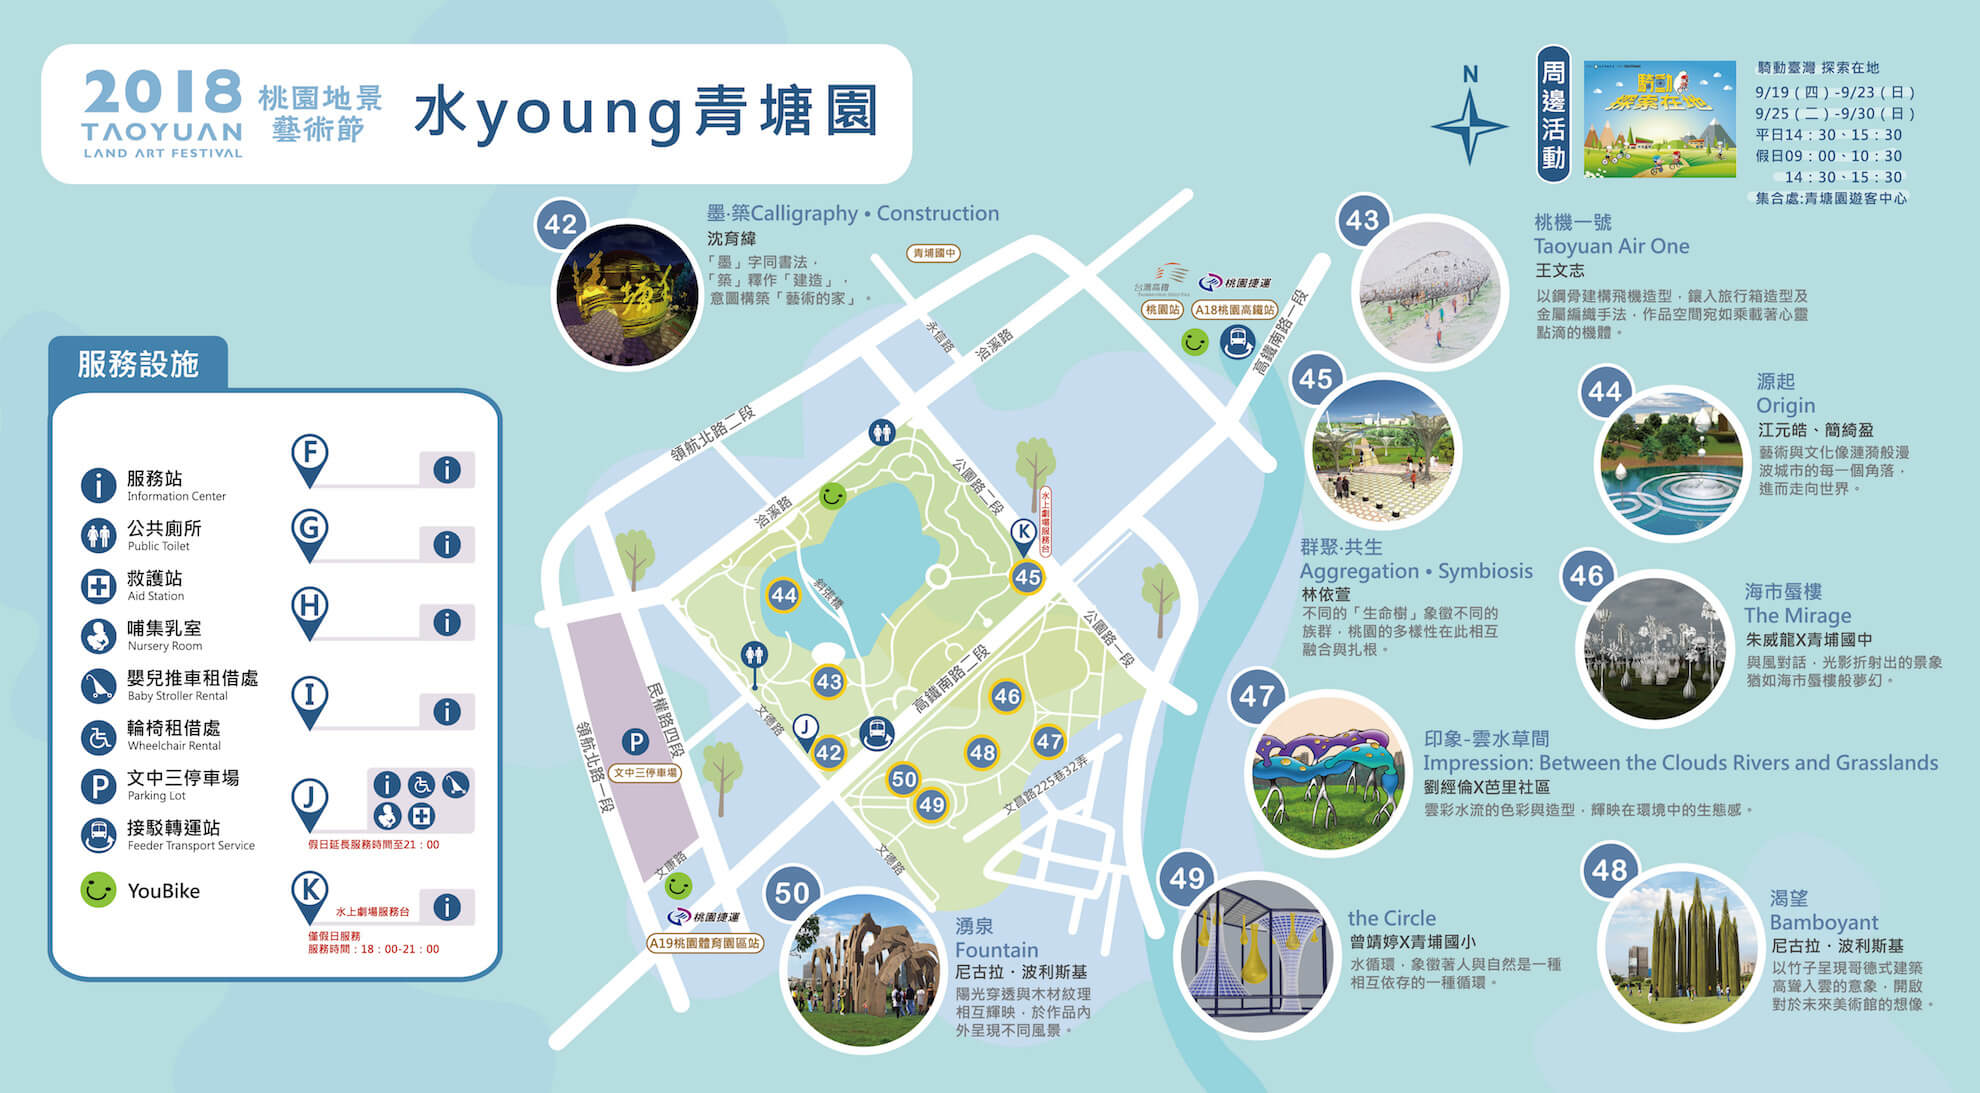 2018
TAOYUAN
LAND ART FESTIVAL
桃園地景
藝術節
水young青塘園
N
周邊活動
騎動
探索在地
騎動臺灣 探索在地
9/19（四）-9/23（日）
9/25（二）-9/30（日）
平日14：30、15：30
假日09：00、10：30
14：30、15：30
集合處:青塘園遊客中心
42
墨·築Calligraphy • Construction
沈育緯
「墨」字同書法，
「築」釋作「建造」，
意圖構築「藝術的家」。
43
桃機一號
Taoyuan Air One
王文志
以鋼骨建構飛機造型，鑲入旅行箱造型及
金屬編織手法，作品空間宛如乘載著心靈
點滴的機體。
44
源起
Origin
江元皓、簡綺盈
藝術與文化像漣漪般漫
波城市的每一個角落，
進而走向世界。
45
群聚·共生
Aggregation • Symbiosis
林依萱
不同的「生命樹」象徵不同的
族群，桃園的多樣性在此相互
融合與扎根。
46
海市蜃樓
The Mirage
朱威龍X青埔國中
與風對話，光影折射出的景象
猶如海市蜃樓般夢幻。
47
印象-雲水草間
Impression: Between the Clouds Rivers and Grasslands
劉經倫X芭里社區
雲彩水流的色彩與造型，輝映在環境中的生態感。
48
渴望
Bamboyant
尼古拉・波利斯基
以竹子呈現哥德式建築
高聳入雲的意象，開啟
對於未來美術館的想像。
49
the Circle
曾靖婷X青埔國小
水循環，象徵著人與自然是一種
相互依存的一種循環。
50
湧泉
Fountain
尼古拉・波利斯基
陽光穿透與木材紋理
相互輝映，於作品內
外呈現不同風景。
服務設施
服務站
Information Center
公共廁所
Public Toilet
救護站
Aid Station
哺集乳室
Nursery Room
嬰兒推車租借處
Baby Stroller Rental
輪椅租借處
Wheelchair Rental
P
文中三停車場
Parking Lot
接駁轉運站
Feeder Transport Service
YouBike
F
i
G
i
H
i
I
i
J
i
假日延長服務時間至21：00
K
水上劇場服務台
i
僅假日服務
服務時間：18：00-21：00
青埔國中
台灣高鐵
桃園站
桃園捷運
A18桃園高鐵站
高鐵南路一段
永信路
洽溪路
領航北路二段
洽溪路
公園路二段
K
水上劇場服務台
45
44
斜張橋
43
J
42
高鐵南路二段
公園路一段
46
47
48
50
49
文昌路225巷32弄
文德路
文德路
民權路四段
領航北路一段
P
文中三停車場
文康路
桃園捷運
A19桃園體育園區站